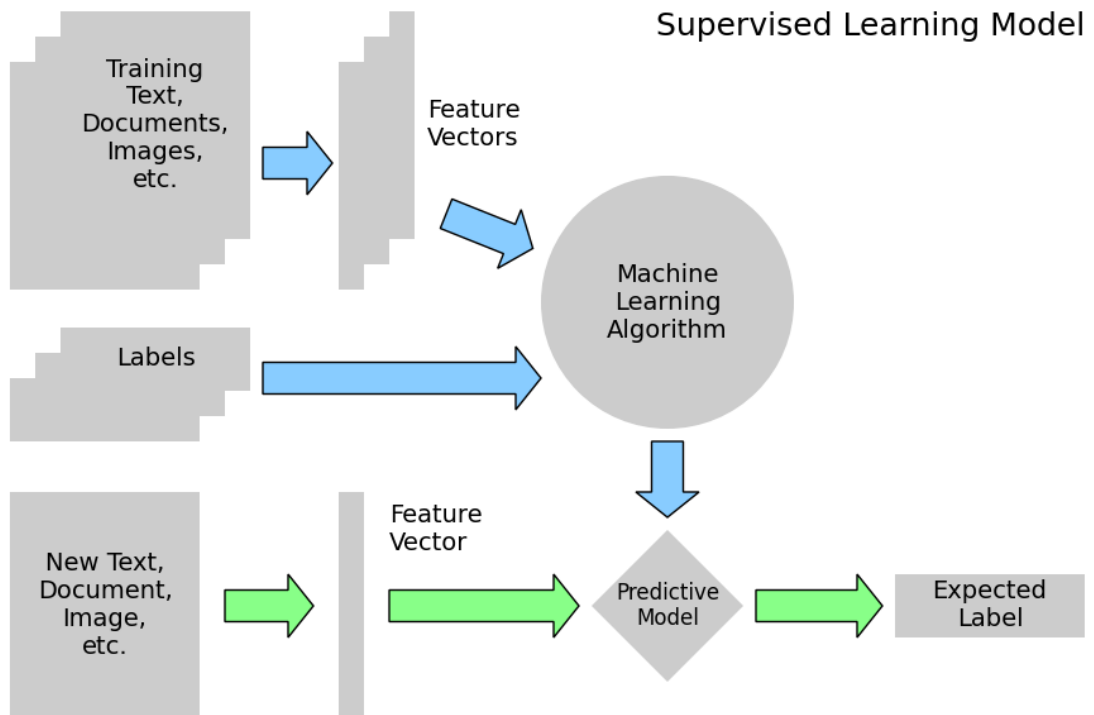 Supervised Learning Model
Training
Text,
Documents,
Images,
etc.
Feature
Vectors
Machine
Learning
Algorithm
Labels
New Text,
Document,
Image,
etc.
Feature
Vector
Predictive
Model
Expected
Label